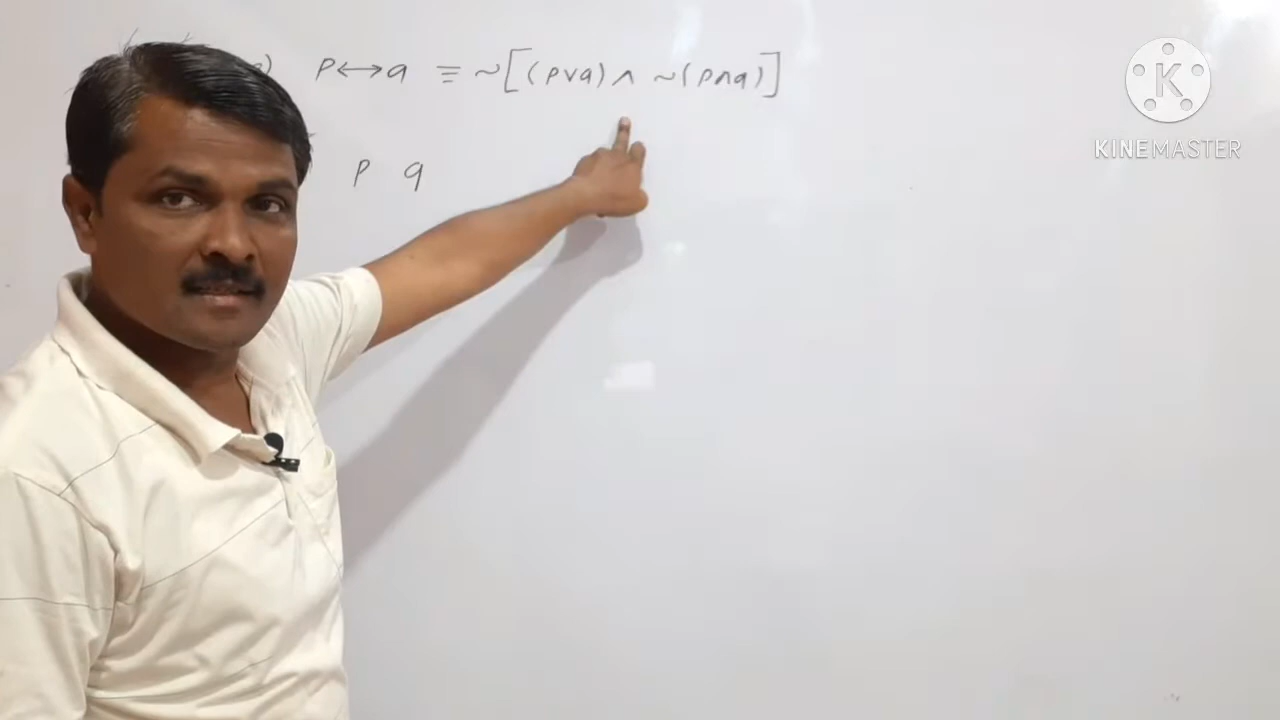 ) p ↔ q ≡ ~[(p∨q) ∧ ~(p∧q)]
p q
K
KINEMASTER